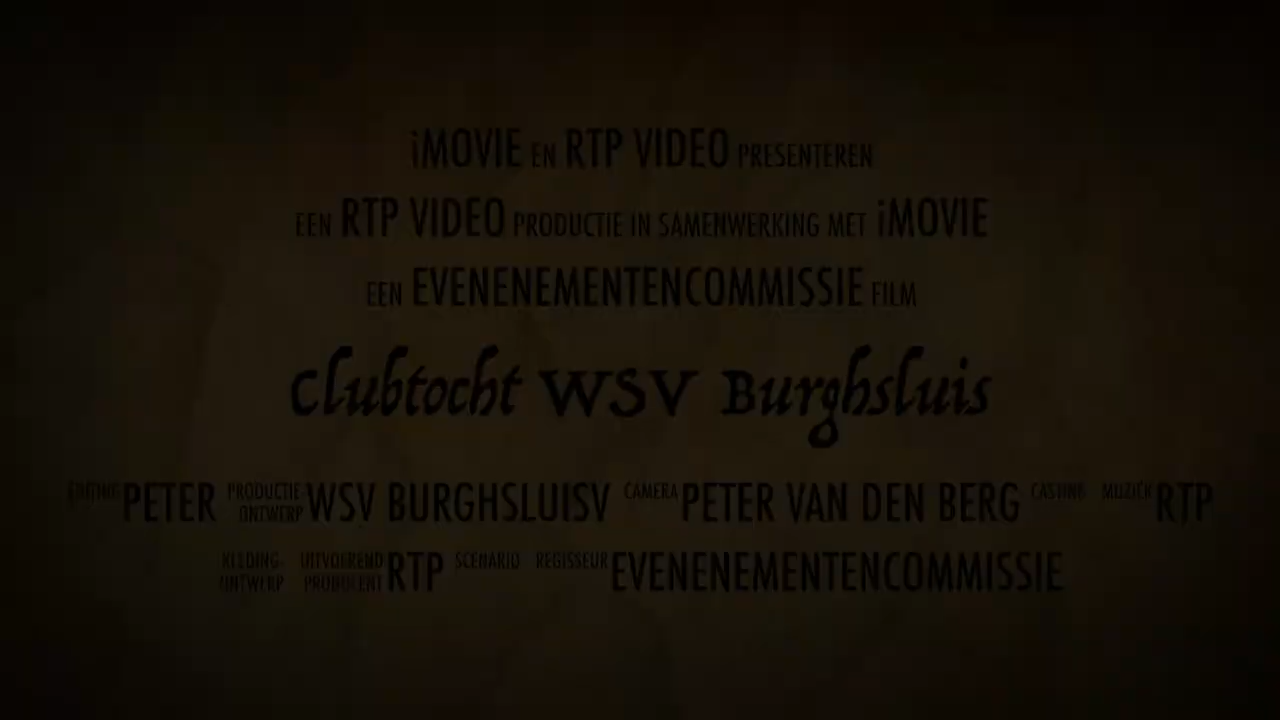 iMOVIE EN RTP VIDEO PRESENTEREN
EEN RTP VIDEO PRODUCTIE IN SAMENWERKING MET iMOVIE
EEN EVENENEMENTENCOMMISSIE FILM
Clubtocht WSV Burghsluis
EDITING PETER PRODUCTIE-ONTWERP WSV BURGHSLUISV CAMERA PETER VAN DEN BERG CASTING MUZIEK RTP
KLEDING-ONTWERP UITVOEREND PRODUCENT RTP SCENARIO REGISSEUR EVENENEMENTENCOMMISSIE